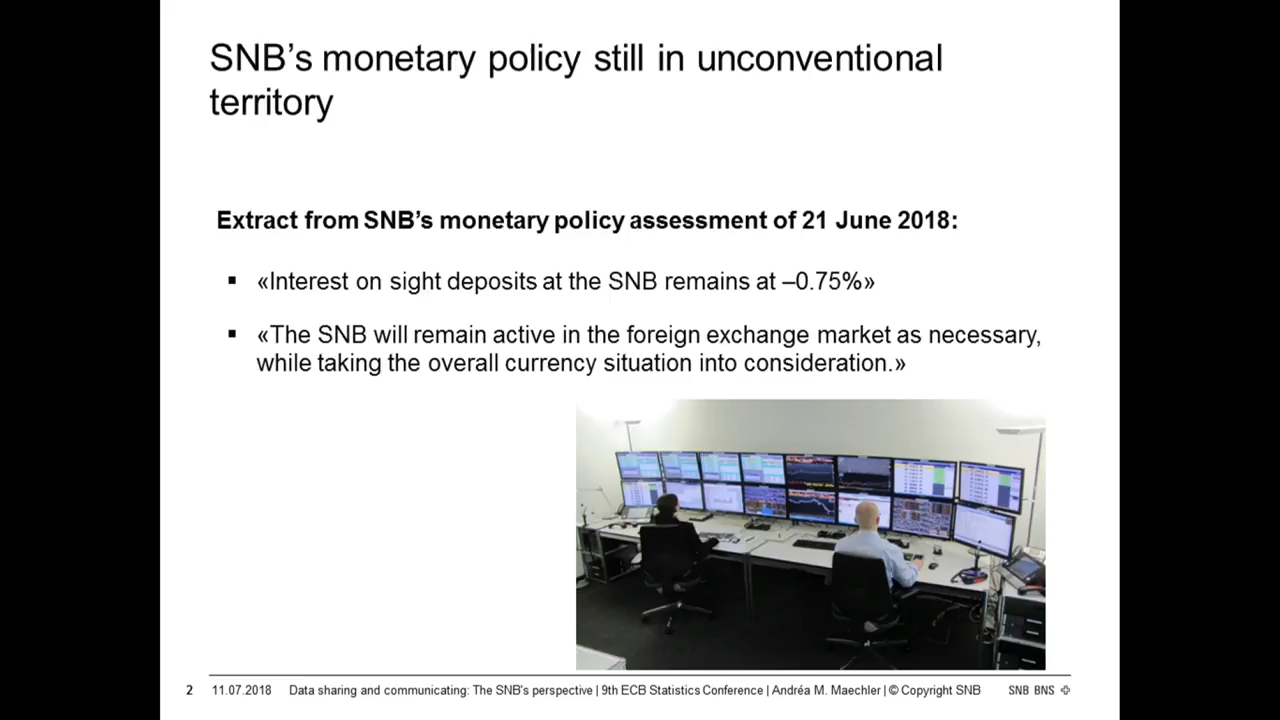 SNB’s monetary policy still in unconventional
territory
Extract from SNB’s monetary policy assessment of 21 June 2018:
▪ «Interest on sight deposits at the SNB remains at –0.75%»
▪ «The SNB will remain active in the foreign exchange market as necessary,
while taking the overall currency situation into consideration.»
2 11.07.2018 Data sharing and communicating: The SNB's perspective | 9th ECB Statistics Conference | Andréa M. Maechler | © Copyright SNB SNB BNS